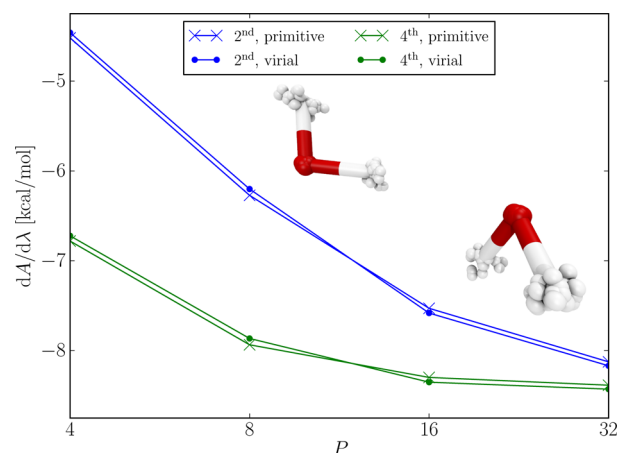 2nd, primitive
2nd, virial
4th, primitive
4th, virial
dA/dλ [kcal/mol]
−5
−6
−7
−8
4 8 16 32
P